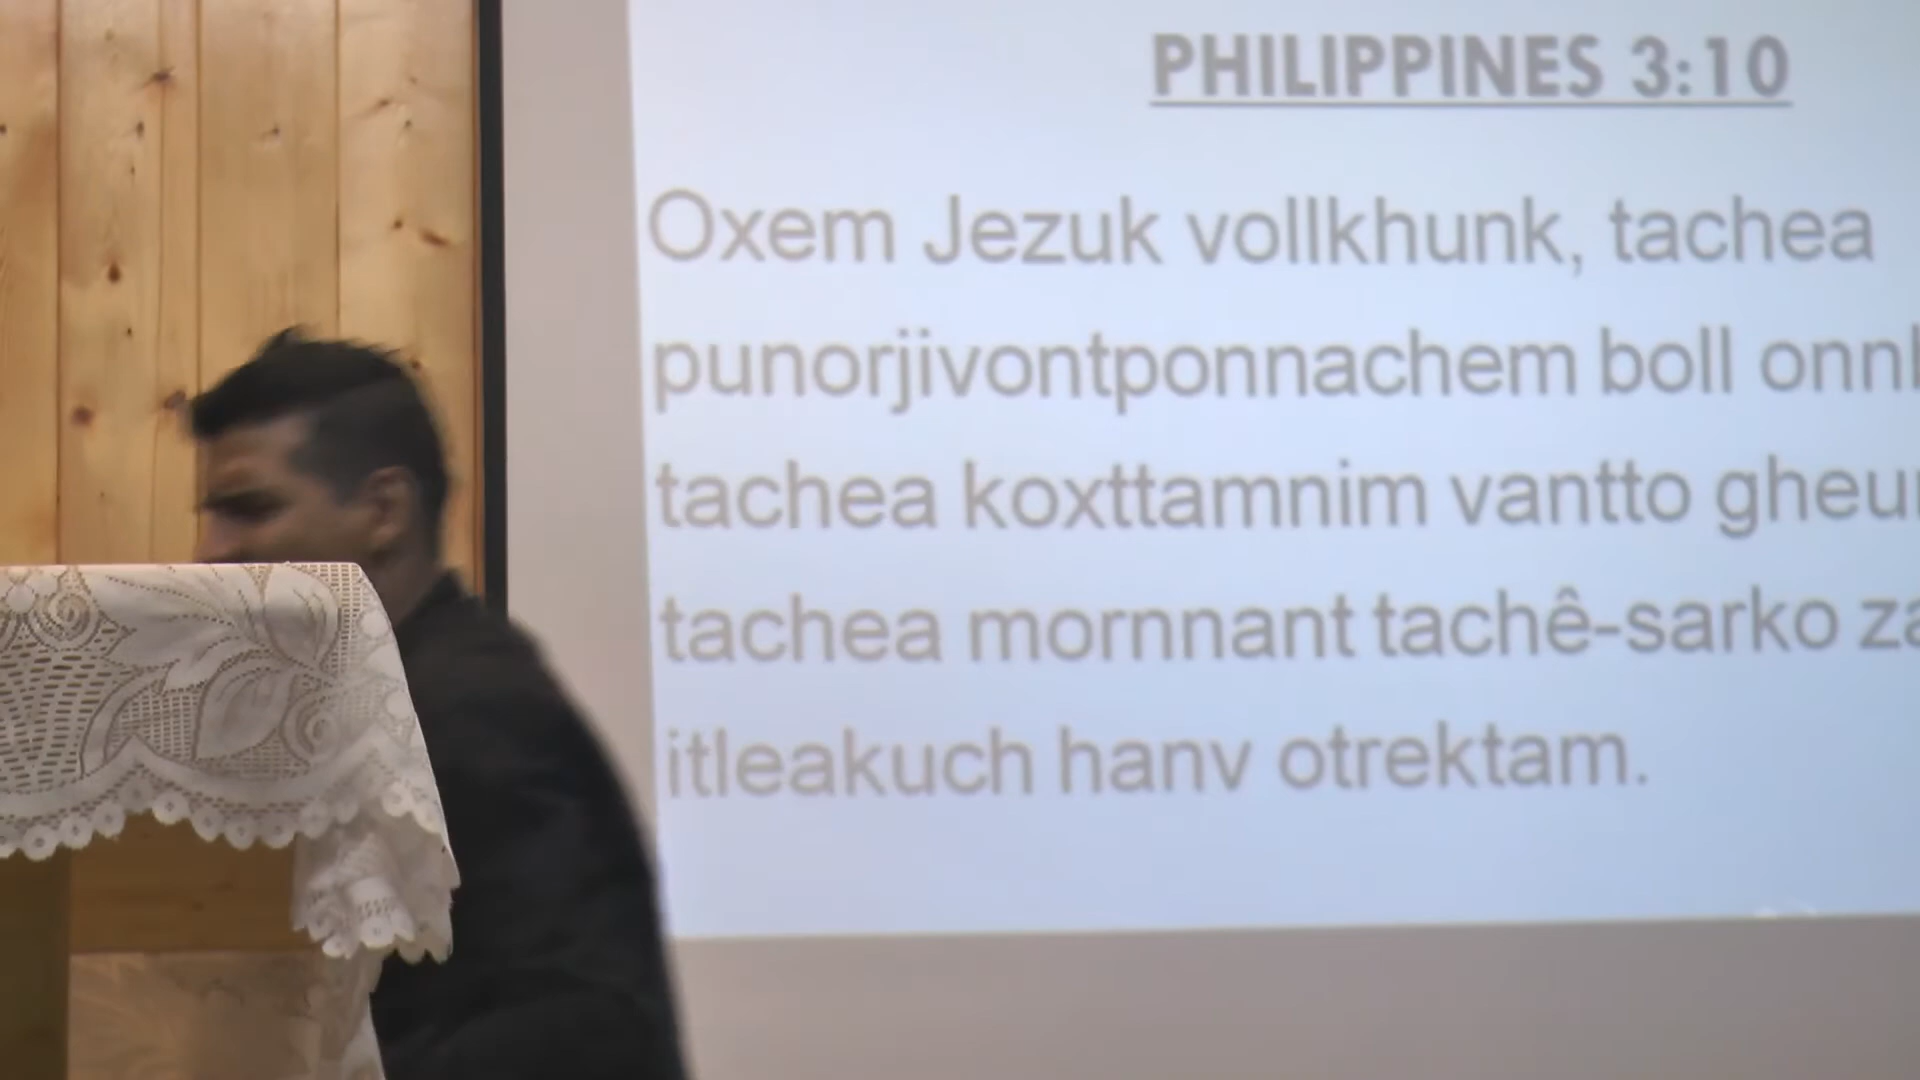 PHILIPPINES 3:10
Oxem Jezuk vollkhunk, tachea
punorjivontponnachem boll
tachea koxttamnim vantto
tachea mornnant tachê-sarko
itleakuch hanv otrektam.